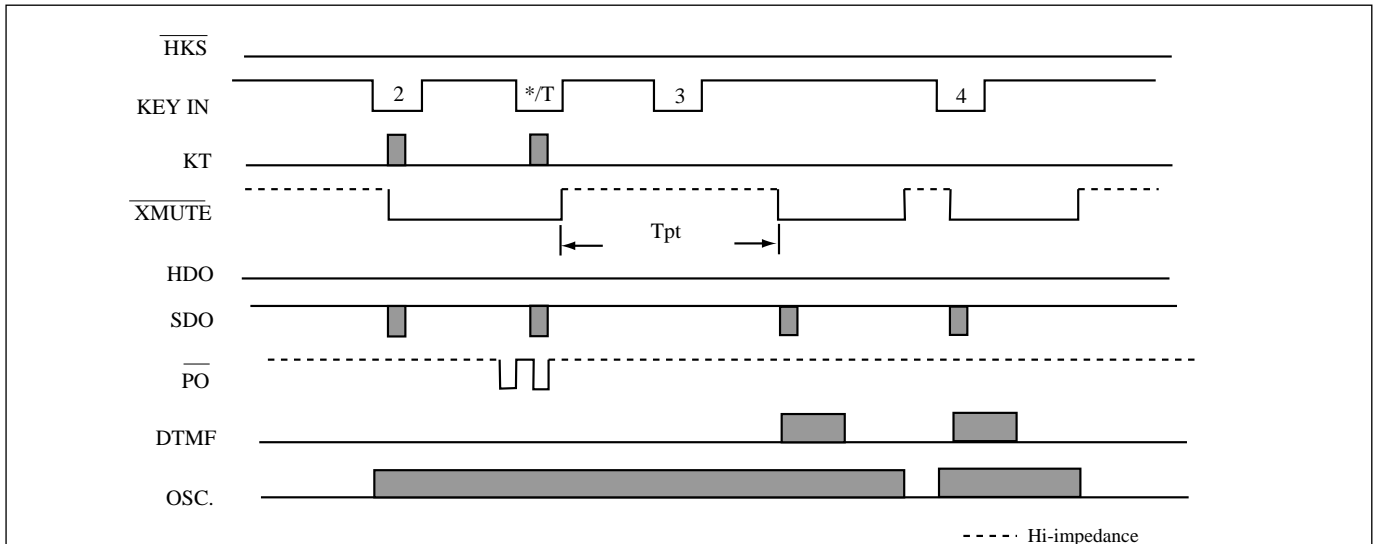 HKS
KEY IN 2 */T 3 4
KT
XMUTE
Tpt
HDO
SDO
PO
DTMF
OSC.
Hi-impedance